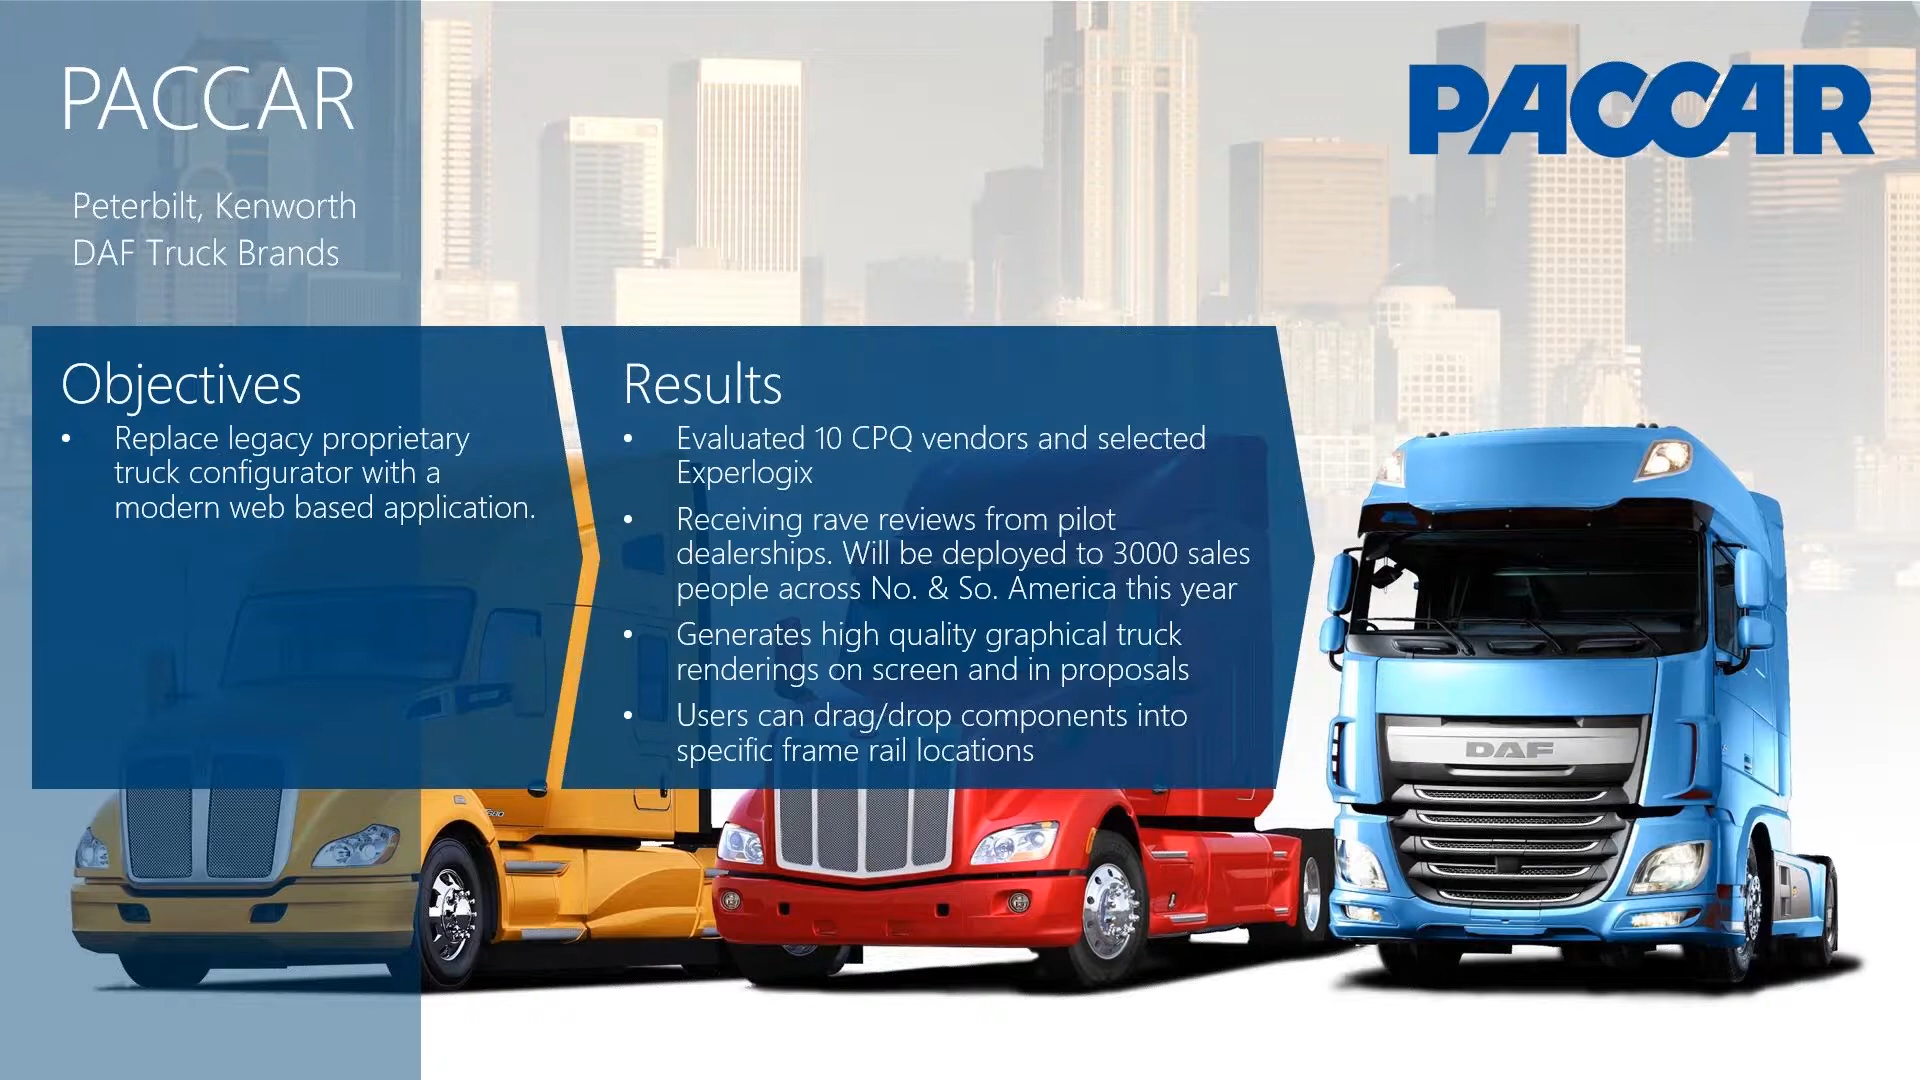 PACCAR
PACCAR
Peterbilt, Kenworth
DAF Truck Brands
Objectives
• Replace legacy proprietary
truck configurator with a
modern web based application.
Results
• Evaluated 10 CPQ vendors and selected
Experlogix
• Receiving rave reviews from pilot
dealerships. Will be deployed to 3000 sales
people across No. & So. America this year
• Generates high quality graphical truck
renderings on screen and in proposals
• Users can drag/drop components into
specific frame rail locations
DAF